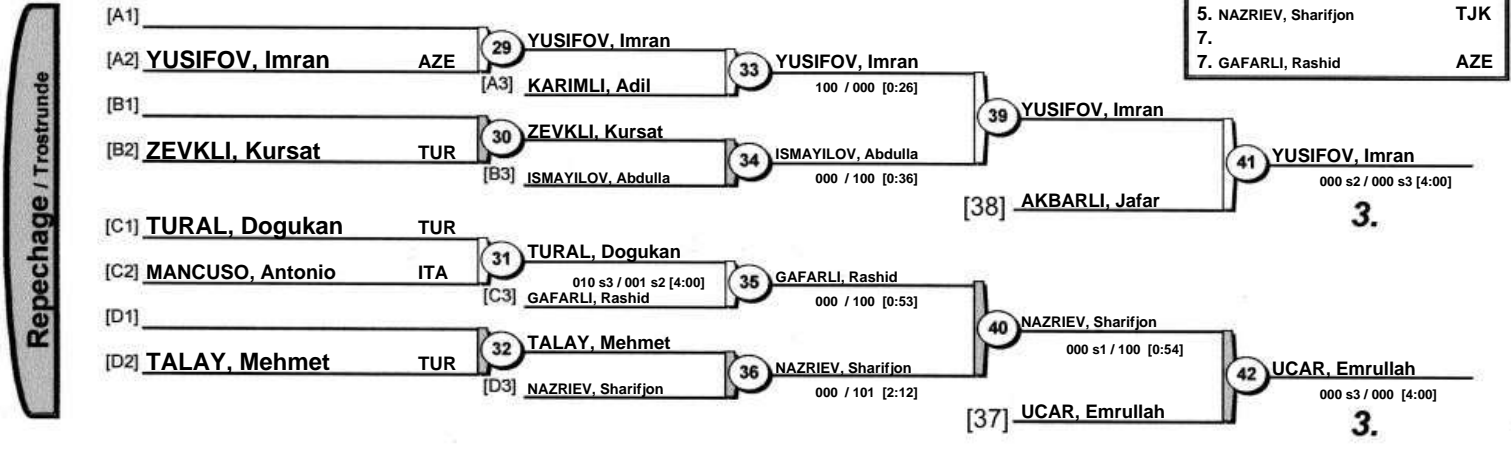 Repechage / Trostrunde
5. NAZRIEV, Sharifjon TJK
7.
7. GAFARLI, Rashid AZE
[A1]
[A2] YUSIFOV, Imran AZE
29
YUSIFOV, Imran
[A3] KARIMLI, Adil
33
YUSIFOV, Imran
100 / 000 [0:26]
[B1]
[B2] ZEVKLI, Kursat TUR
30
ZEVKLI, Kursat
[B3] ISMAYILOV, Abdulla
34
ISMAYILOV, Abdulla
000 / 100 [0:36]
39
YUSIFOV, Imran
[38] AKBARLI, Jafar
41
YUSIFOV, Imran
000 s2 / 000 s3 [4:00]
3.
[C1] TURAL, Dogukan TUR
[C2] MANCUSO, Antonio ITA
31
TURAL, Dogukan
010 s3 / 001 s2 [4:00]
[C3] GAFARLI, Rashid
35
GAFARLI, Rashid
000 / 100 [0:53]
[D1]
[D2] TALAY, Mehmet TUR
32
TALAY, Mehmet
[D3] NAZRIEV, Sharifjon
36
NAZRIEV, Sharifjon
000 / 101 [2:12]
40
NAZRIEV, Sharifjon
000 s1 / 100 [0:54]
[37] UCAR, Emrullah
42
UCAR, Emrullah
000 s3 / 000 [4:00]
3.